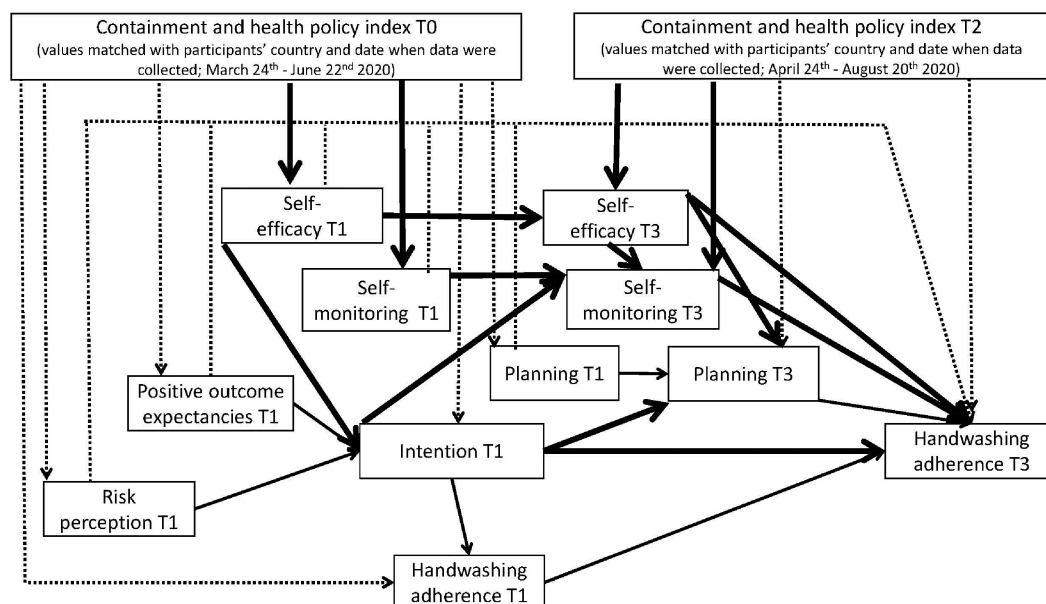 Containment and health policy index T0
(values matched with participants' country and date when data were
collected; March 24th - June 22nd 2020)
Containment and health policy index T2
(values matched with participants' country and date when data
were collected; April 24th - August 20th 2020)
Self-
efficacy T1
Self-
efficacy T3
Self-
monitoring T1
Self-
monitoring T3
Planning T1
Planning T3
Positive outcome
expectancies T1
Intention T1
Handwashing
adherence T3
Risk
perception T1
Handwashing
adherence T1